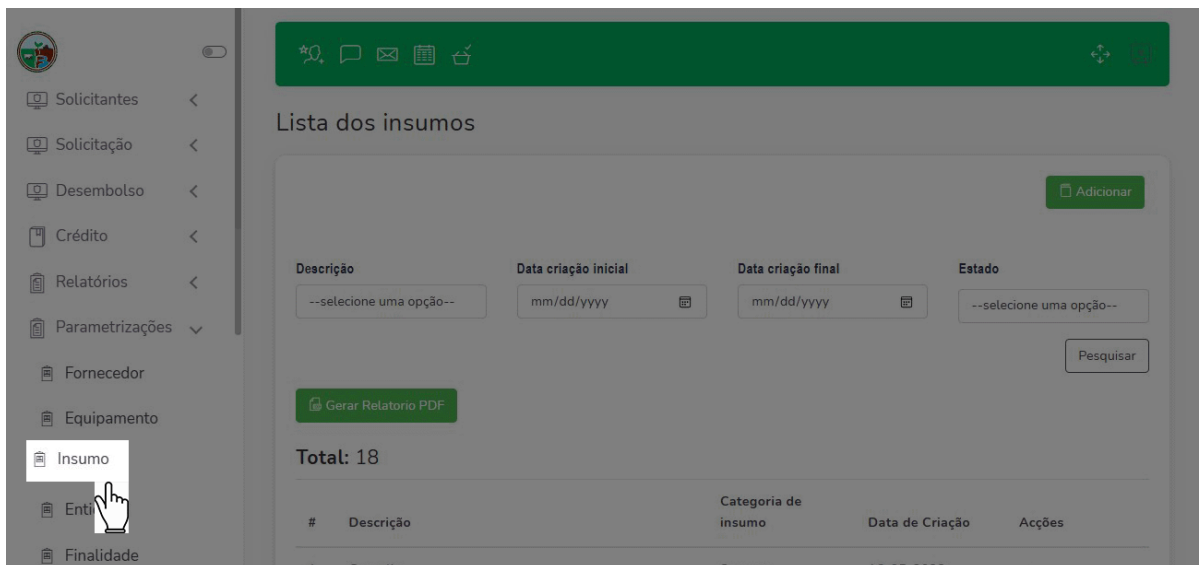 Solicitantes
Solicitação
Desembolso
Crédito
Relatórios
Parametrizações
Fornecedor
Equipamento
Insumo
Finalidade
Lista dos insumos
Adicionar
Descrição Data criação inicial Data criação final Estado
--selecione uma opção-- mm/dd/yyyy mm/dd/yyyy --selecione uma opção--
Pesquisar
Gerar Relatorio PDF
Total: 18
# Descrição Categoria de insumo Data de Criação Acções